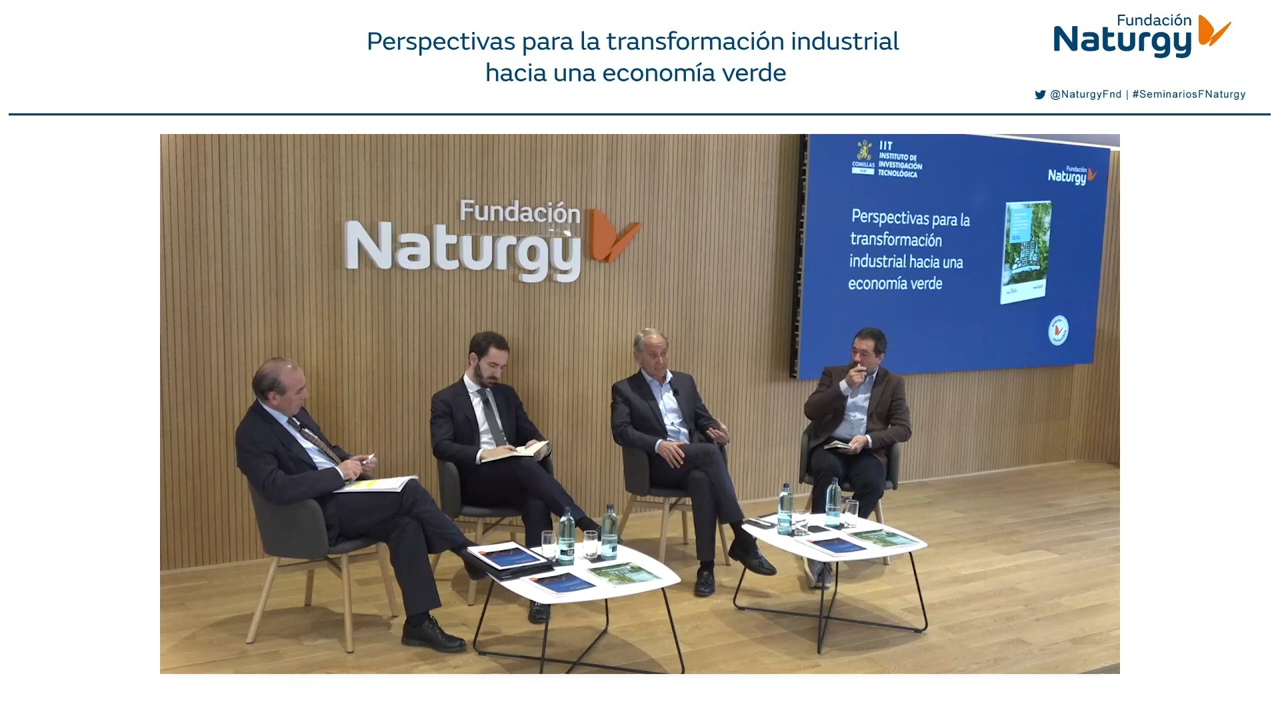 Perspectivas para la transformación industrial
hacia una economía verde
Fundación
Naturgy
@NaturgyFnd | #SeminariosFNaturgy
Fundación
Naturgy
COMILLAS
IIT
INSTITUTO DE
INVESTIGACIÓN
TECNOLÓGICA
Fundación
Naturgy
Perspectivas para la
transformación
industrial hacia una
economía verde